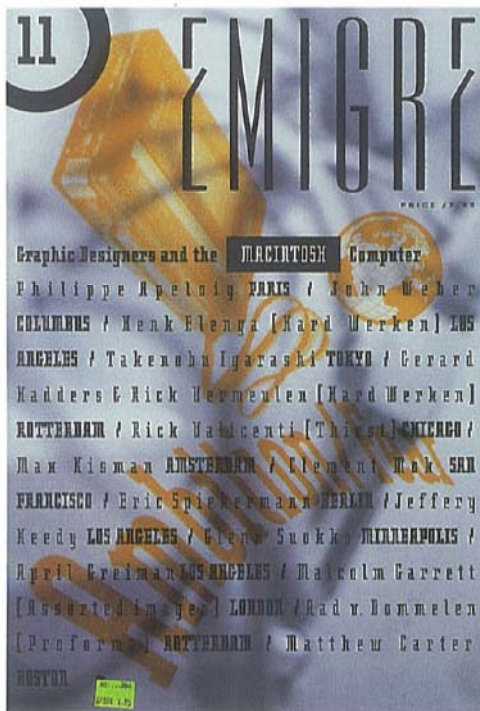 11
EMIGRE
Graphic Designers and the MACINTOSH Computer
Philippe Apeloig PARIS / John Weber
COLUMBUS / Henk Elenga [Hard Werken] LOS
ANGELES / Takenobu Igarashi TOKYO / Gerard
Hadders & Rick Vermeulen [Hard Werken]
ROTTERDAM / Rick Valicenti [Thirst] CHICAGO /
Max Kisman AMSTERDAM / Clement Mok SAN
FRANCISCO / Eric Spiekermann BERLIN / Jeffery
Keedy LOS ANGELES / Glenn Suokko MINNEAPOLIS /
April Greiman LOS ANGELES / Malcolm Garrett
[Assorted images] LONDON / Aad v. Dommelen
[Proforma] ROTTERDAM / Matthew Carter
BOSTON